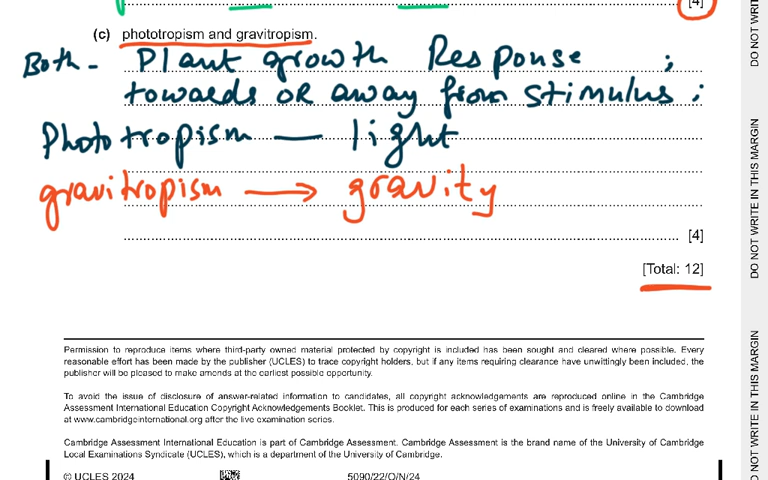 [4]
(c) phototropism and gravitropism.
Both - Plant growth Response ;
towards OR away from stimulus ;
Phototropism — light
gravitropism → gravity
[4]
[Total: 12]
Permission to reproduce items where third-party owned material protected by copyright is included has been sought and cleared where possible. Every
reasonable effort has been made by the publisher (UCLES) to trace copyright holders, but if any items requiring clearance have unwittingly been included, the
publisher will be pleased to make amends at the earliest possible opportunity.
To avoid the issue of disclosure of answer-related information to candidates, all copyright acknowledgements are reproduced online in the Cambridge
Assessment International Education Copyright Acknowledgements Booklet. This is produced for each series of examinations and is freely available to download
at www.cambridgeinternational.org after the live examination series.
Cambridge Assessment International Education is part of Cambridge Assessment. Cambridge Assessment is the brand name of the University of Cambridge
Local Examinations Syndicate (UCLES), which is a department of the University of Cambridge.
© UCLES 2024
5090/22/O/N/24
DO NOT WRIT
DO NOT WRITE IN THIS MARGIN
DO NOT WRITE IN THIS MARGIN